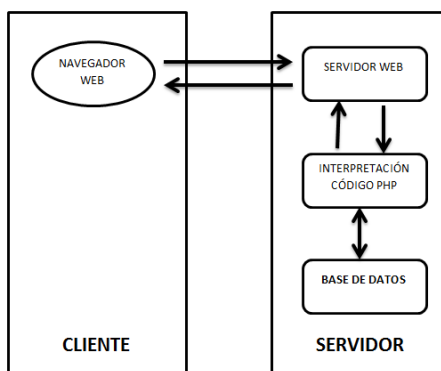 NAVEGADOR
WEB
SERVIDOR WEB
INTERPRETACIÓN
CÓDIGO PHP
BASE DE DATOS
CLIENTE
SERVIDOR